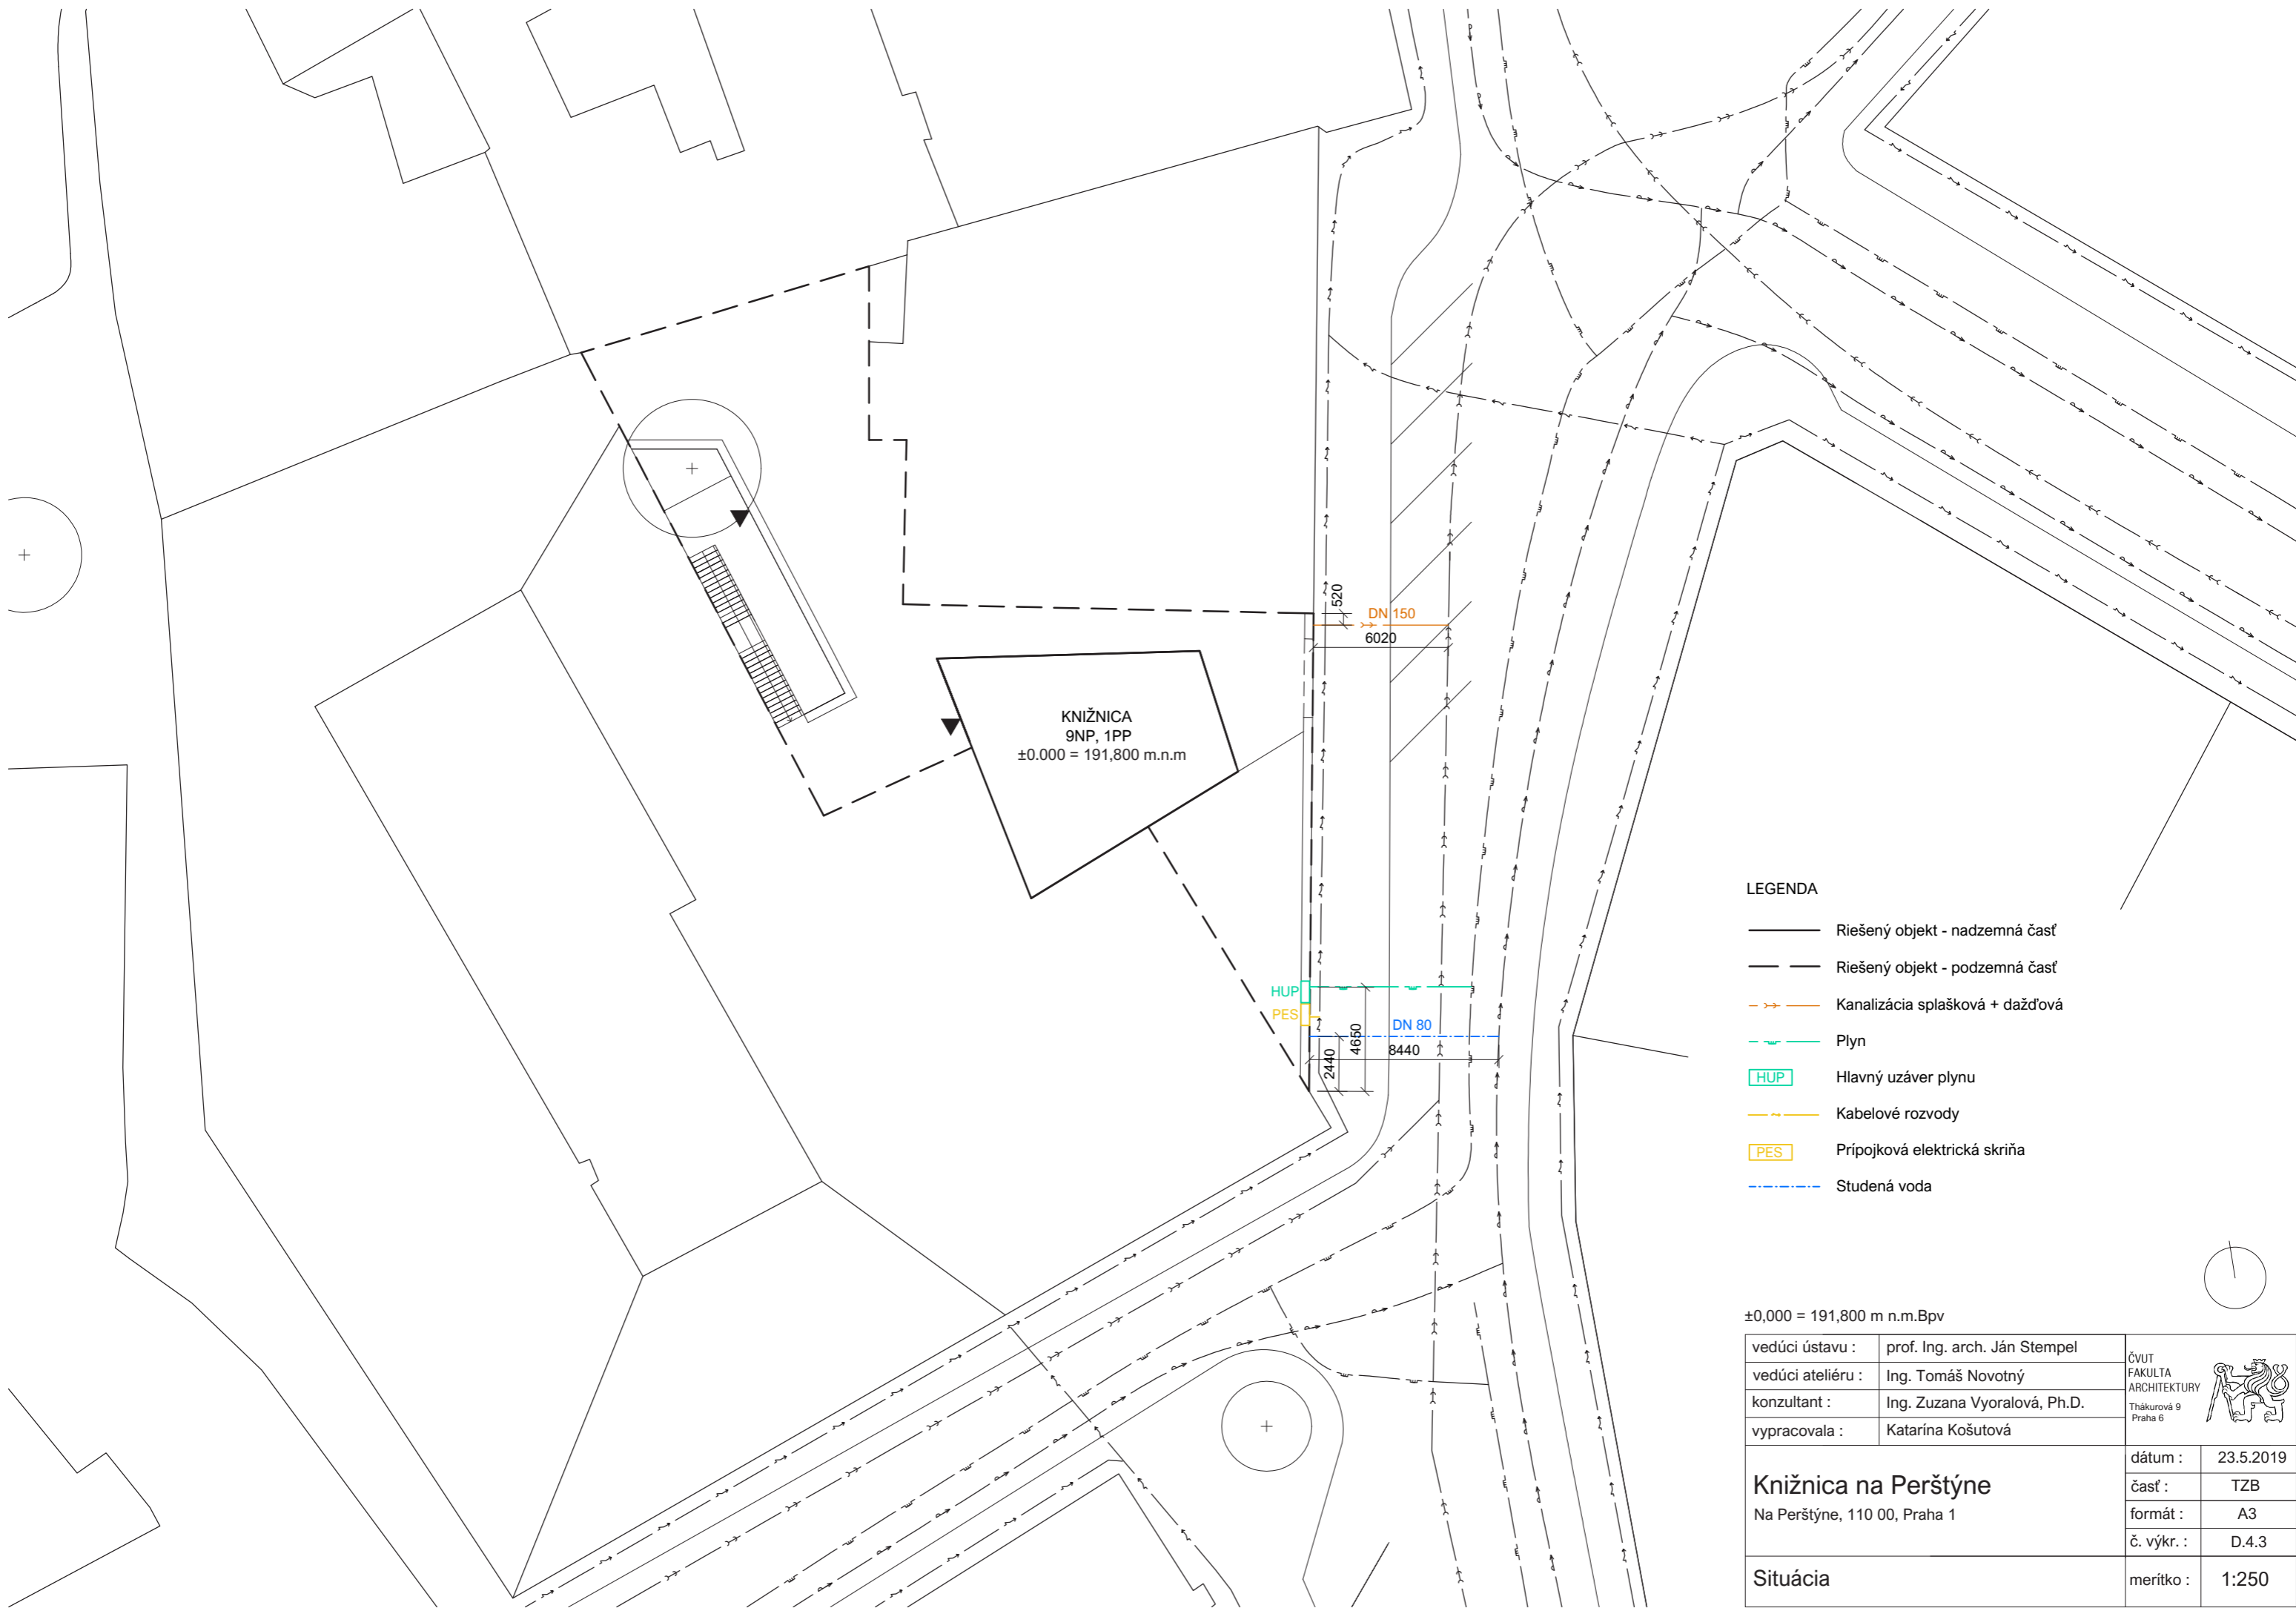 520
DN 150
6020
KNIŽNICA
9NP, 1PP
±0.000 = 191,800 m.n.m
HUP
PES
DN 80
8440
4650
2440
LEGENDA
Riešený objekt - nadzemná časť
Riešený objekt - podzemná časť
Kanalizácia splašková + dažďová
Plyn
HUP Hlavný uzáver plynu
Kabelové rozvody
PES Prípojková elektrická skriňa
Studená voda
±0,000 = 191,800 m n.m.Bpv
vedúci ústavu : prof. Ing. arch. Ján Stempel
vedúci ateliéru : Ing. Tomáš Novotný
konzultant : Ing. Zuzana Vyoralová, Ph.D.
vypracovala : Katarína Košutová
ČVUT
FAKULTA
ARCHITEKTURY
Thákurová 9
Praha 6
Knižnica na Perštýne
Na Perštýne, 110 00, Praha 1
dátum : 23.5.2019
časť : TZB
formát : A3
č. výkr. : D.4.3
Situácia
merítko : 1:250